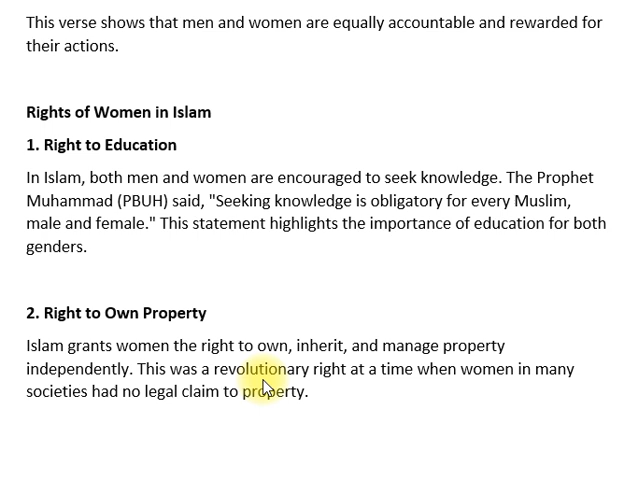 This verse shows that men and women are equally accountable and rewarded for
their actions.
Rights of Women in Islam
1. Right to Education
In Islam, both men and women are encouraged to seek knowledge. The Prophet
Muhammad (PBUH) said, "Seeking knowledge is obligatory for every Muslim,
male and female." This statement highlights the importance of education for both
genders.
2. Right to Own Property
Islam grants women the right to own, inherit, and manage property
independently. This was a revolutionary right at a time when women in many
societies had no legal claim to property.